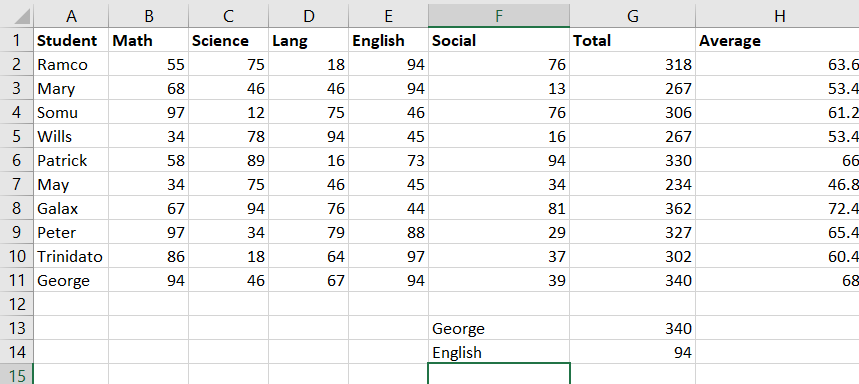 A B C D E F G H
1 Student Math Science Lang English Social Total Average
2 Ramco 55 75 18 94 76 318 63.6
3 Mary 68 46 46 94 13 267 53.4
4 Somu 97 12 75 46 76 306 61.2
5 Wills 34 78 94 45 16 267 53.4
6 Patrick 58 89 16 73 94 330 66
7 May 34 75 46 45 34 234 46.8
8 Galax 67 94 76 44 81 362 72.4
9 Peter 97 34 79 88 29 327 65.4
10 Trinidato 86 18 64 97 37 302 60.4
11 George 94 46 67 94 39 340 68
12
13 George 340
14 English 94
15